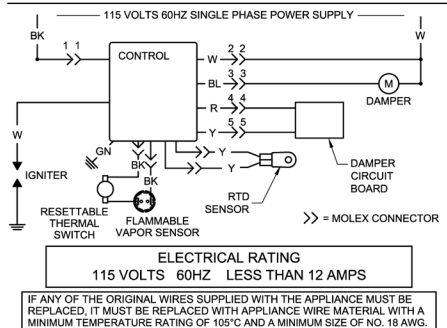 115 VOLTS 60HZ SINGLE PHASE POWER SUPPLY
BK
W
1 1
CONTROL
W
2 2
BL
3 3
M
DAMPER
R
4 4
Y
5 5
W
GN
BK
BK
Y
Y
IGNITER
RESETTABLE
THERMAL
SWITCH
FLAMMABLE
VAPOR SENSOR
RTD
SENSOR
DAMPER
CIRCUIT
BOARD
>> = MOLEX CONNECTOR
ELECTRICAL RATING
115 VOLTS 60HZ LESS THAN 12 AMPS
IF ANY OF THE ORIGINAL WIRES SUPPLIED WITH THE APPLIANCE MUST BE
REPLACED, IT MUST BE REPLACED WITH APPLIANCE WIRE MATERIAL WITH A
MINIMUM TEMPERATURE RATING OF 105°C AND A MINIMUM SIZE OF NO. 18 AWG.